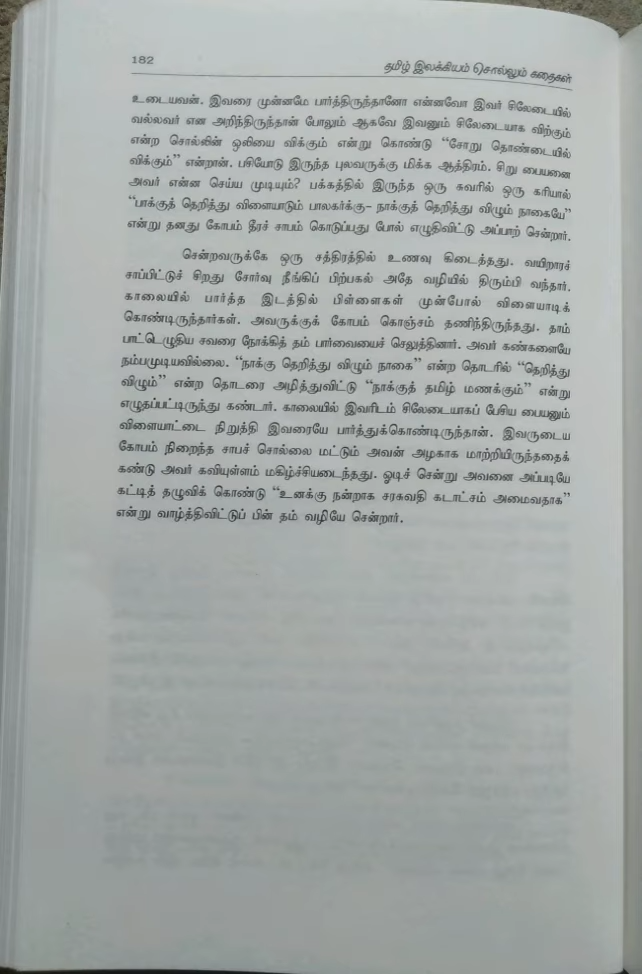 182
தமிழ் இலக்கியம் சொல்லும் கதைகள்
உடையவன். இவரை முன்னமே பார்த்திருந்தானோ என்னவோ இவர் சிலேடையில்
வல்லவர் என அறிந்திருந்தான் போலும் ஆகவே இவனும் சிலேடையாக விற்கும்
என்ற சொல்லின் ஒலியை விக்கும் என்று கொண்டு “சோறு தொண்டையில்
விக்கும்” என்றான். பசியோடு இருந்த புலவருக்கு மிக்க ஆத்திரம். சிறு பையனை
அவர் என்ன செய்ய முடியும்? பக்கத்தில் இருந்த ஒரு சுவரில் ஒரு கரியால்
“பாக்குத் தெறித்து விளையாடும் பாலகர்க்கு– நாக்குத் தெறித்து விழும் நாகையே”
என்று தனது கோபம் தீரச் சாபம் கொடுப்பது போல் எழுதிவிட்டு அப்பாற் சென்றார்.
சென்றவருக்கே ஒரு சத்திரத்தில் உணவு கிடைத்தது. வயிறாரச்
சாப்பிட்டுச் சிறது சோர்வு நீங்கிப் பிற்பகல் அதே வழியில் திரும்பி வந்தார்.
காலையில் பார்த்த இடத்தில் பிள்ளைகள் முன்போல் விளையாடிக்
கொண்டிருந்தார்கள். அவருக்குக் கோபம் கொஞ்சம் தணிந்திருந்தது. தாம்
பாட்டெழுதிய சவரை நோக்கித் தம் பார்வையைச் செலுத்தினார். அவர் கண்களையே
நம்பமுடியவில்லை. “நாக்கு தெறித்து விழும் நாகை” என்ற தொடரில் “தெறித்து
விழும்” என்ற தொடரை அழித்துவிட்டு “நாக்குத் தமிழ் மணக்கும்” என்று
எழுதப்பட்டிருந்து கண்டார். காலையில் இவரிடம் சிலேடையாகப் பேசிய பையனும்
விளையாட்டை நிறுத்தி இவரையே பார்த்துக்கொண்டிருந்தான். இவருடைய
கோபம் நிறைந்த சாபச் சொல்லை மட்டும் அவன் அழகாக மாற்றியிருந்ததைக்
கண்டு அவர் கவியுள்ளம் மகிழ்ச்சியடைந்தது. ஓடிச் சென்று அவனை அப்படியே
கட்டித் தழுவிக் கொண்டு “உனக்கு நன்றாக சரசுவதி கடாட்சம் அமைவதாக”
என்று வாழ்த்திவிட்டுப் பின் தம் வழியே சென்றார்.